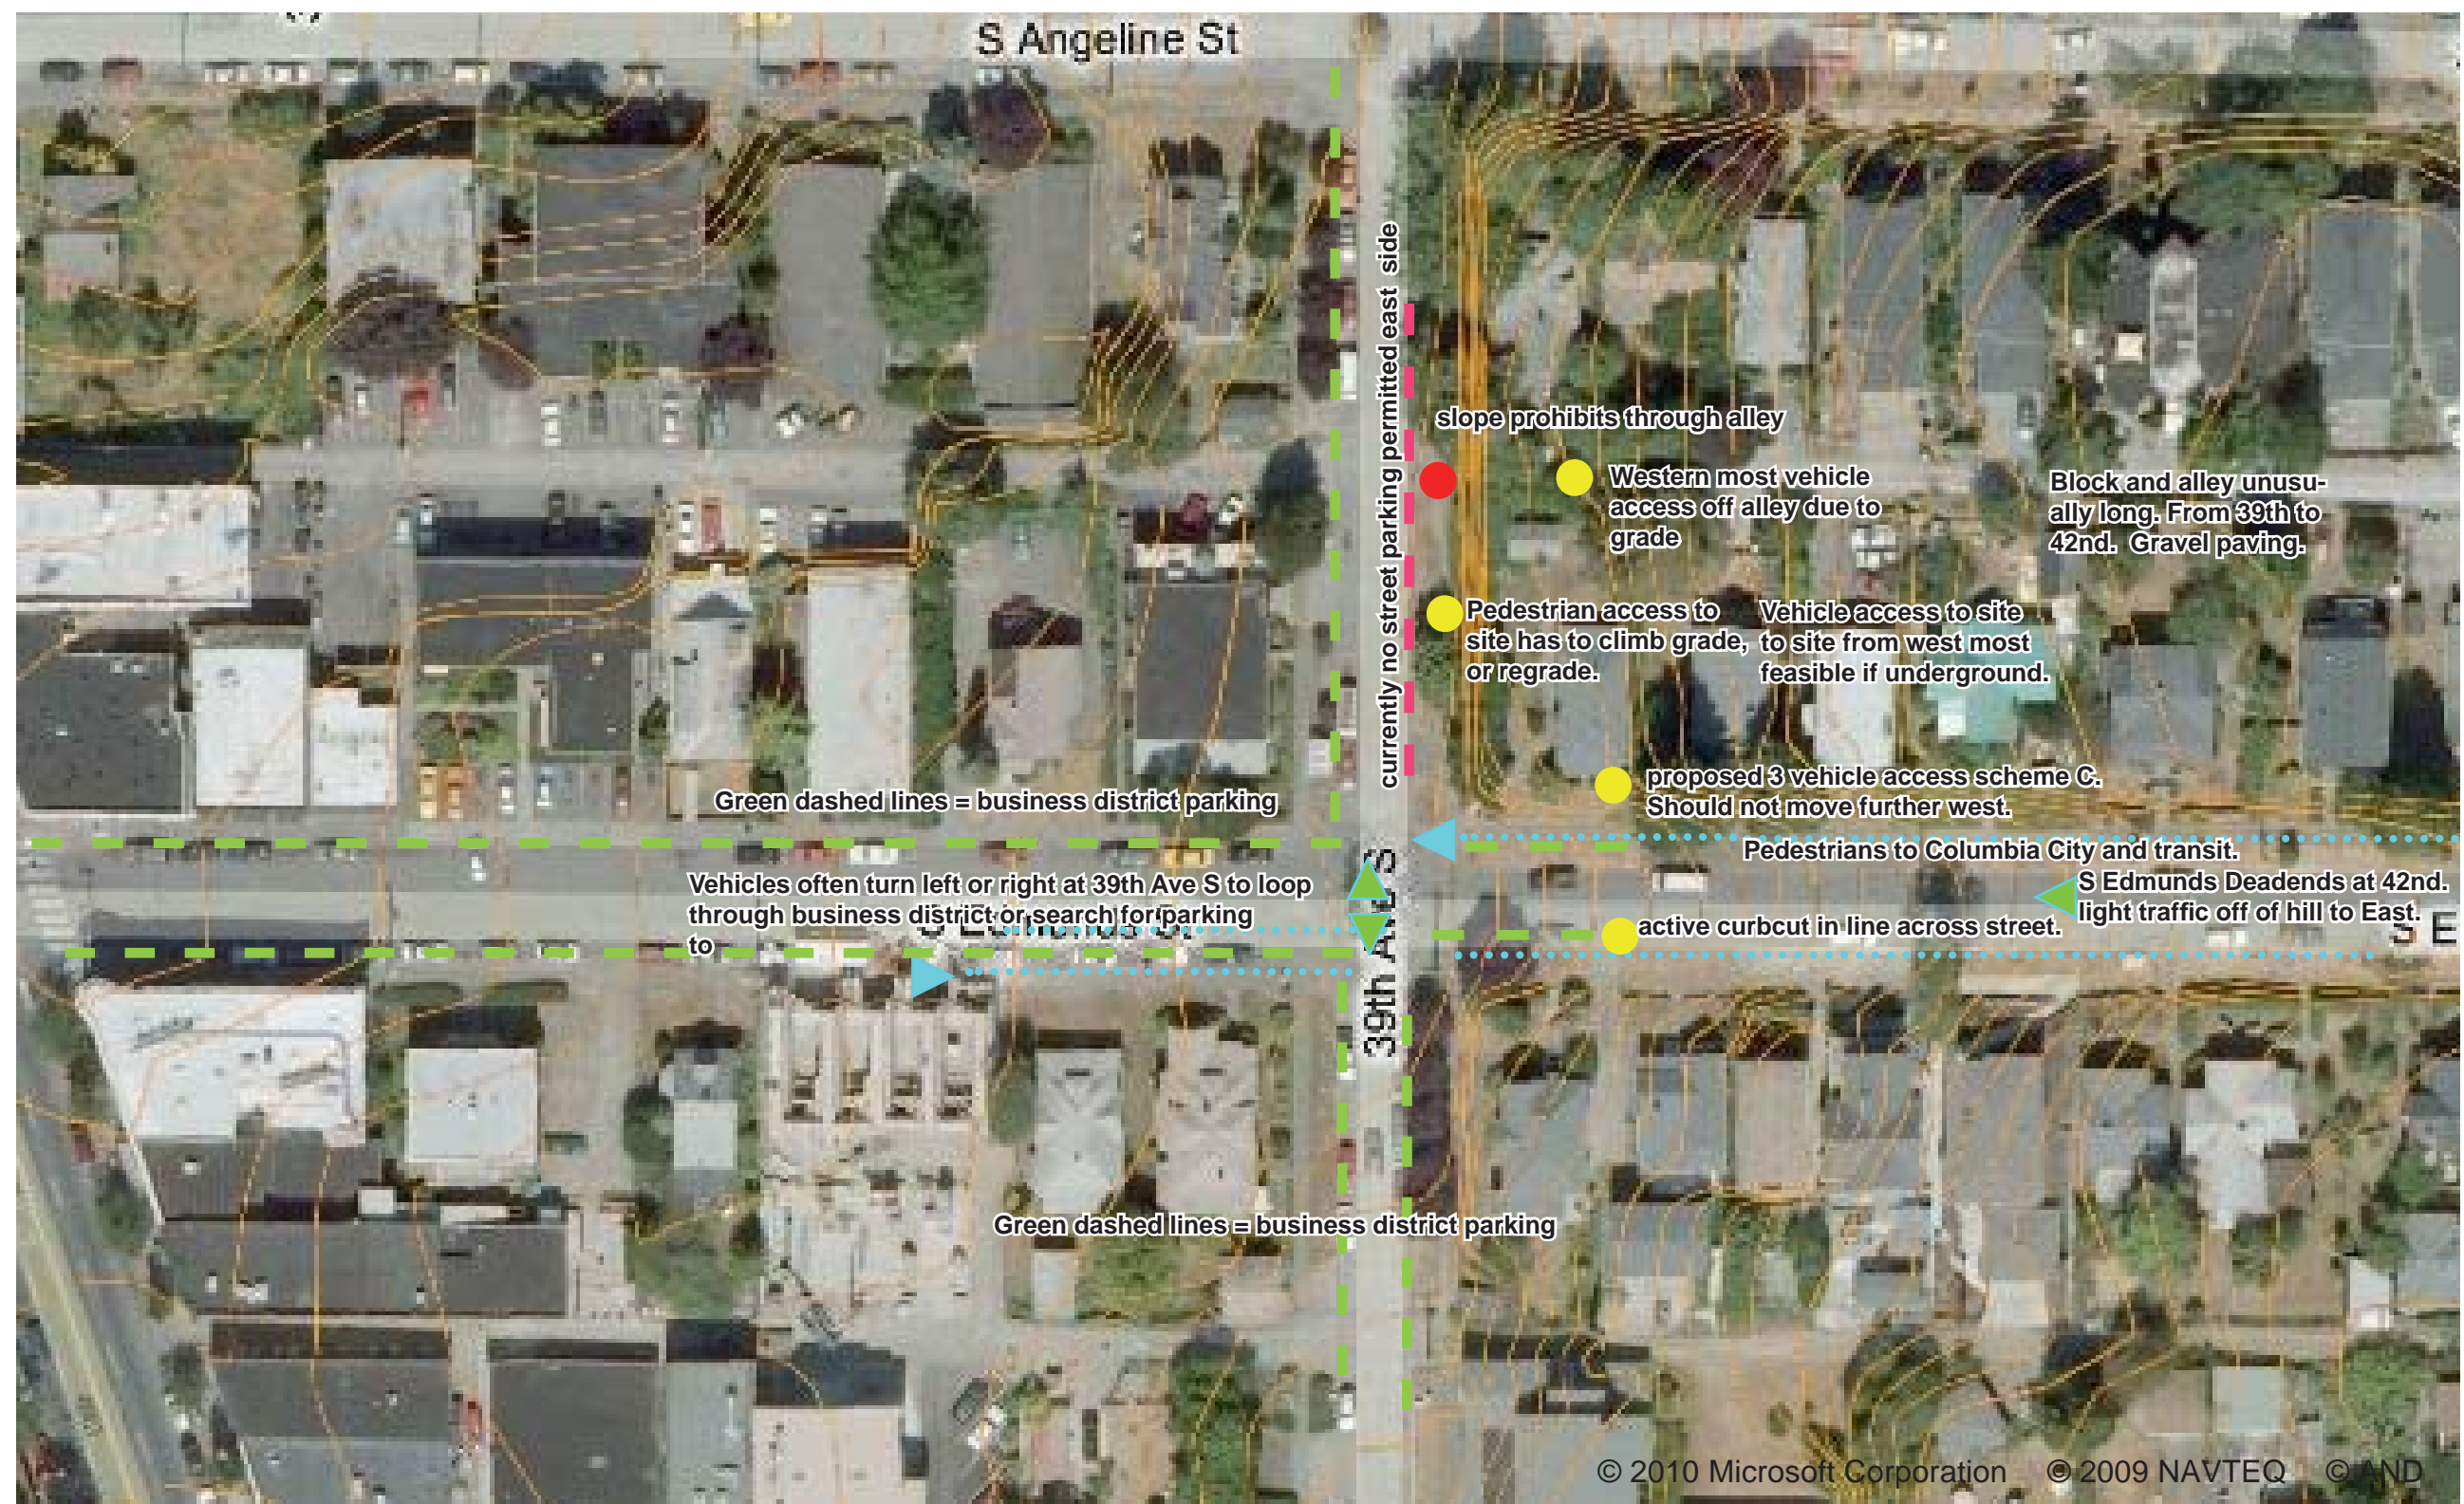 S Angeline St
currently no street parking permitted east side
slope prohibits through alley
Western most vehicle
access off alley due to
grade
Block and alley unusu-
ally long. From 39th to
42nd. Gravel paving.
Pedestrian access to
site has to climb grade,
or regrade.
Vehicle access to site
to site from west most
feasible if underground.
proposed 3 vehicle access scheme C.
Should not move further west.
Green dashed lines = business district parking
Pedestrians to Columbia City and transit.
Vehicles often turn left or right at 39th Ave S to loop
through business district or search for parking
to
S Edmunds St
39th Ave S
S Edmunds Deadends at 42nd.
light traffic off of hill to East.
active curbcut in line across street.
S E
Green dashed lines = business district parking
© 2010 Microsoft Corporation © 2009 NAVTEQ © AND